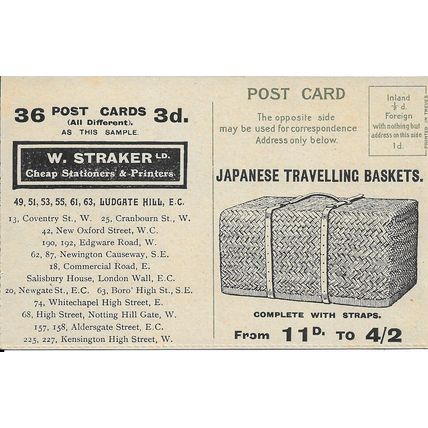 36 POST CARDS 3d.
(All Different).
AS THIS SAMPLE.
W. STRAKER LD.
Cheap Stationers & Printers
49, 51, 53, 55, 61, 63, LUDGATE HILL, E.C.
13, Coventry St., W. 25, Cranbourn St., W.
42, New Oxford Street, W.C.
190, 192, Edgware Road, W.
62, 87, Newington Causeway, S.E.
18, Commercial Road, E.
Salisbury House, London Wall, E.C.
20, Newgate St., E.C. 63, Boro' High St., S.E.
74, Whitechapel High Street, E.
68, High Street, Notting Hill Gate, W.
157, 158, Aldersgate Street, E.C.
225, 227, Kensington High Street, W.
POST CARD
The opposite side
may be used for correspondence
Address only below.
Inland
½ d.
Foreign
with nothing but
address on this side
1d.
PRINTED IN
JAPANESE TRAVELLING BASKETS.
COMPLETE WITH STRAPS.
From 11D. TO 4/2